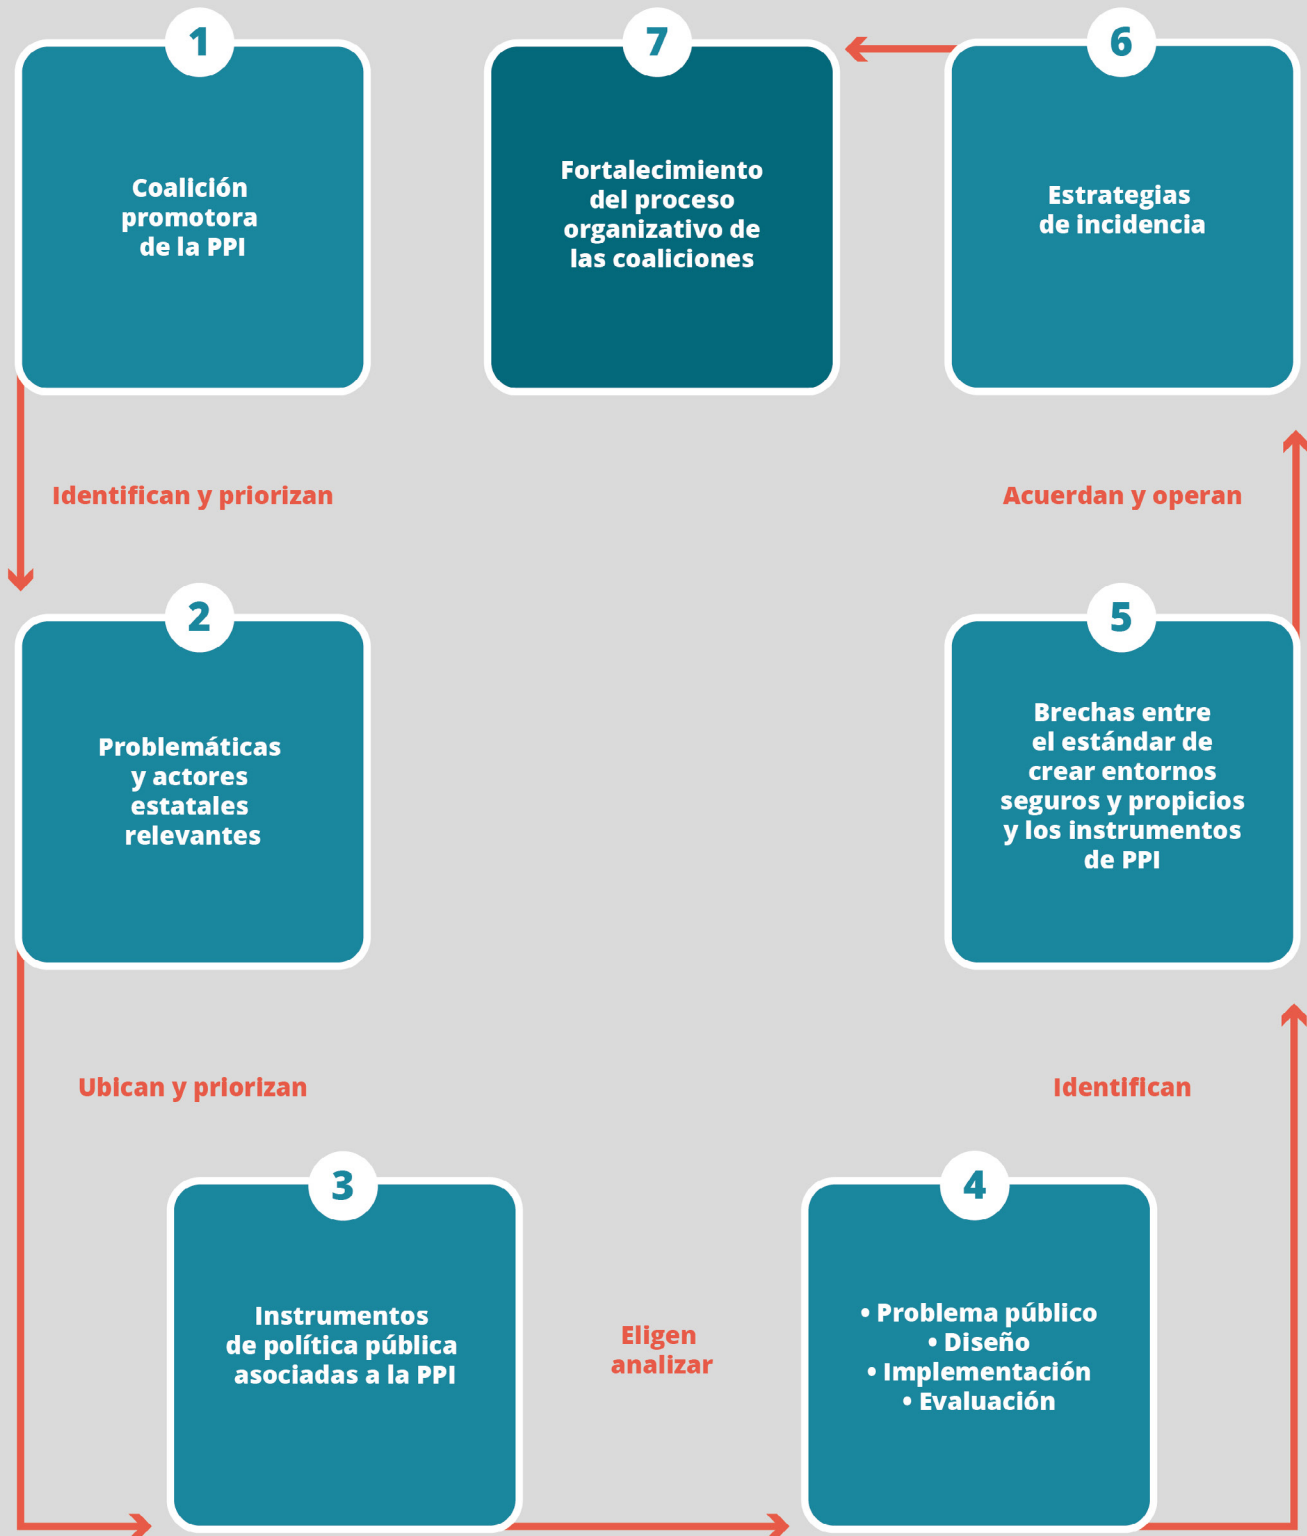 1
Coalición
promotora
de la PPI
Identifican y priorizan
2
Problemáticas
y actores
estatales
relevantes
Ubican y priorizan
3
Instrumentos
de política pública
asociadas a la PPI
Eligen
analizar
4
• Problema público
• Diseño
• Implementación
• Evaluación
Identifican
5
Brechas entre
el estándar de
crear entornos
seguros y propicios
y los instrumentos
de PPI
Acuerdan y operan
6
Estrategias
de incidencia
7
Fortalecimiento
del proceso
organizativo de
las coaliciones